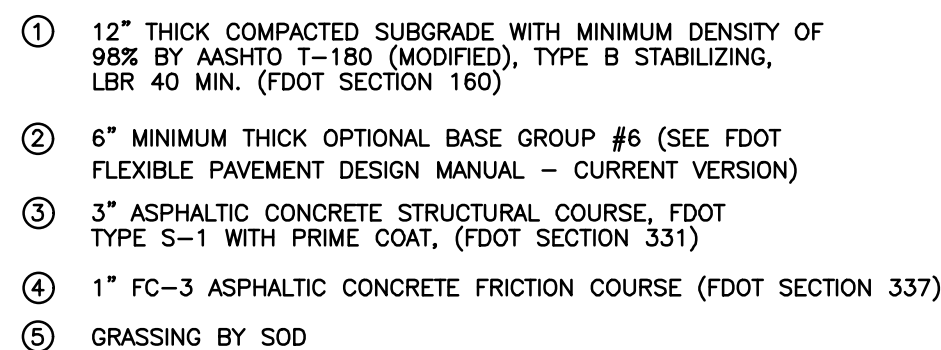 ① 12" THICK COMPACTED SUBGRADE WITH MINIMUM DENSITY OF
98% BY AASHTO T-180 (MODIFIED), TYPE B STABILIZING,
LBR 40 MIN. (FDOT SECTION 160)
② 6" MINIMUM THICK OPTIONAL BASE GROUP #6 (SEE FDOT
FLEXIBLE PAVEMENT DESIGN MANUAL – CURRENT VERSION)
③ 3" ASPHALTIC CONCRETE STRUCTURAL COURSE, FDOT
TYPE S-1 WITH PRIME COAT, (FDOT SECTION 331)
④ 1" FC-3 ASPHALTIC CONCRETE FRICTION COURSE (FDOT SECTION 337)
⑤ GRASSING BY SOD